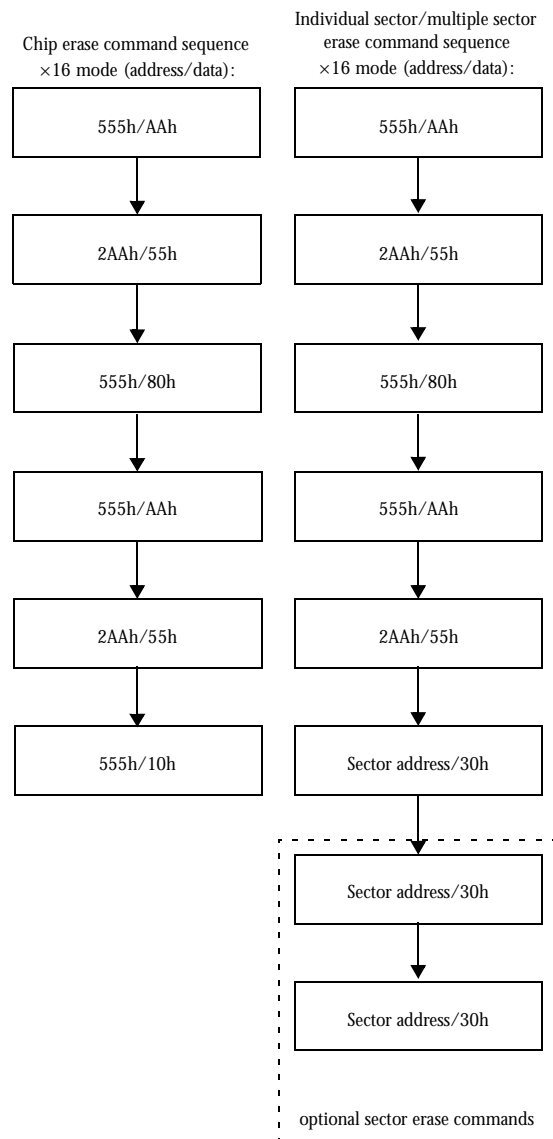 Chip erase command sequence
×16 mode (address/data):
555h/AAh
2AAh/55h
555h/80h
555h/AAh
2AAh/55h
555h/10h
Individual sector/multiple sector
erase command sequence
×16 mode (address/data):
555h/AAh
2AAh/55h
555h/80h
555h/AAh
2AAh/55h
Sector address/30h
Sector address/30h
Sector address/30h
optional sector erase commands